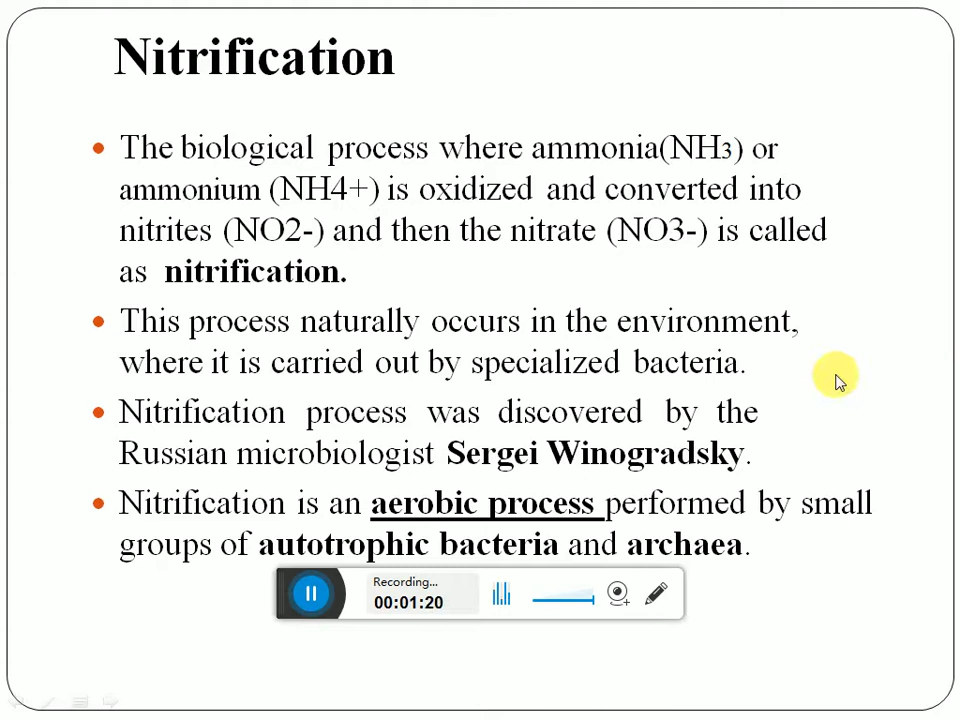 Nitrification
• The biological process where ammonia(NH3) or
ammonium (NH4+) is oxidized and converted into
nitrites (NO2-) and then the nitrate (NO3-) is called
as nitrification.
• This process naturally occurs in the environment,
where it is carried out by specialized bacteria.
• Nitrification process was discovered by the
Russian microbiologist Sergei Winogradsky.
• Nitrification is an aerobic process performed by small
groups of autotrophic bacteria and archaea.
Recording...
00:01:20